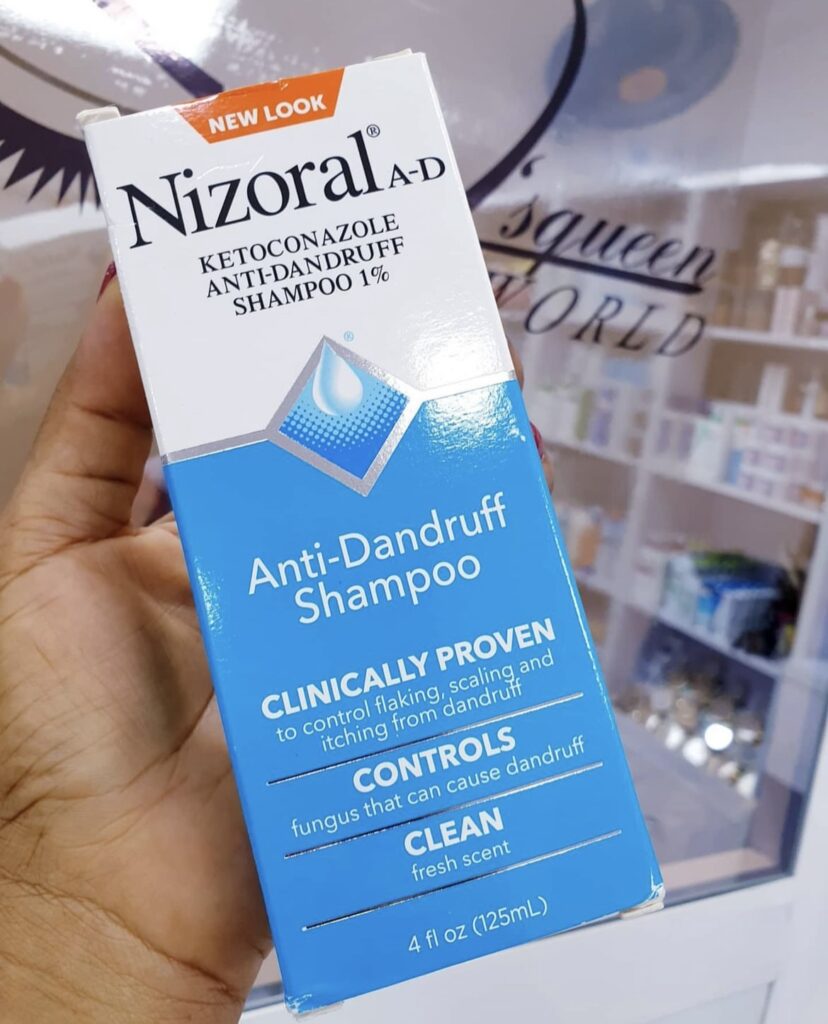 NEW LOOK
Nizoral® A-D
KETOCONAZOLE
ANTI-DANDRUFF
SHAMPOO 1%
®
Anti-Dandruff
Shampoo
CLINICALLY PROVEN
to control flaking, scaling and
itching from dandruff
CONTROLS
fungus that can cause dandruff
CLEAN
fresh scent
4 fl oz (125mL)
'squeen
WORLD